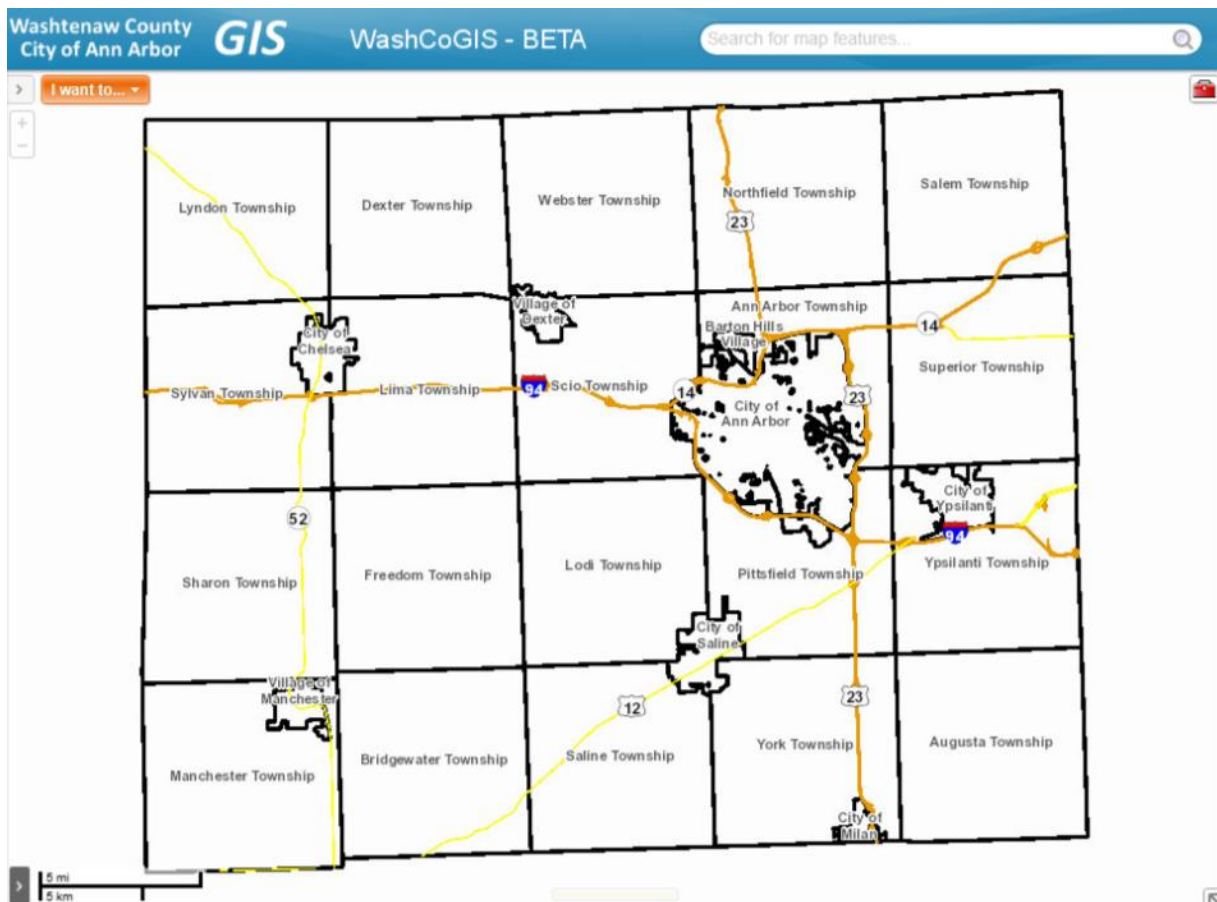 Washtenaw County
City of Ann Arbor
GIS
WashCoGIS - BETA
Search for map features...
I want to...
Lyndon Township
Dexter Township
Webster Township
Northfield Township
Salem Township
23
Village of
Dexter
Ann Arbor Township
Barton Hills
Village
14
City of
Chelsea
Superior Township
Sylvan Township
Lima Township
94
Scio Township
14
23
City of
Ann Arbor
City of
Ypsilanti
52
94
Sharon Township
Freedom Township
Lodi Township
Pittsfield Township
Ypsilanti Township
City of
Saline
Village of
Manchester
12
23
Manchester Township
Bridgewater Township
Saline Township
York Township
Augusta Township
City of
Milan
5 mi
5 km